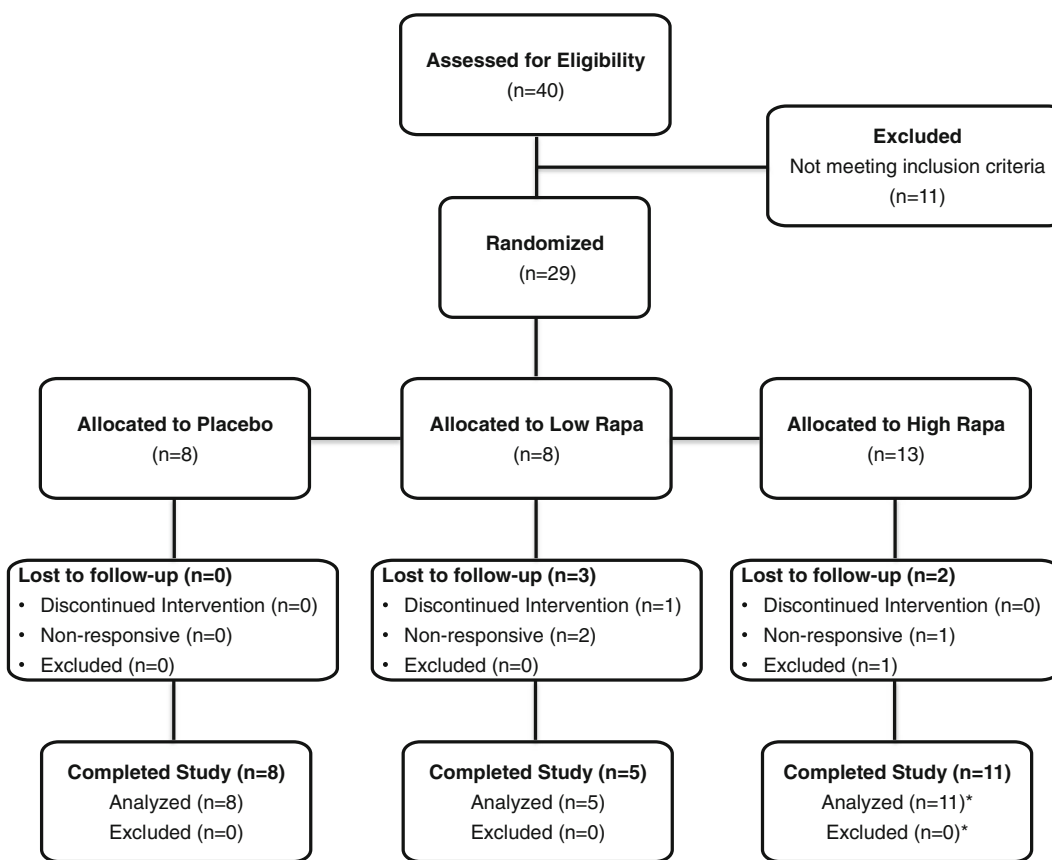 Assessed for Eligibility
(n=40)
Excluded
Not meeting inclusion criteria
(n=11)
Randomized
(n=29)
Allocated to Placebo
(n=8)
Allocated to Low Rapa
(n=8)
Allocated to High Rapa
(n=13)
Lost to follow-up (n=0)
• Discontinued Intervention (n=0)
• Non-responsive (n=0)
• Excluded (n=0)
Lost to follow-up (n=3)
• Discontinued Intervention (n=1)
• Non-responsive (n=2)
• Excluded (n=0)
Lost to follow-up (n=2)
• Discontinued Intervention (n=0)
• Non-responsive (n=1)
• Excluded (n=1)
Completed Study (n=8)
Analyzed (n=8)
Excluded (n=0)
Completed Study (n=5)
Analyzed (n=5)
Excluded (n=0)
Completed Study (n=11)
Analyzed (n=11)*
Excluded (n=0)*